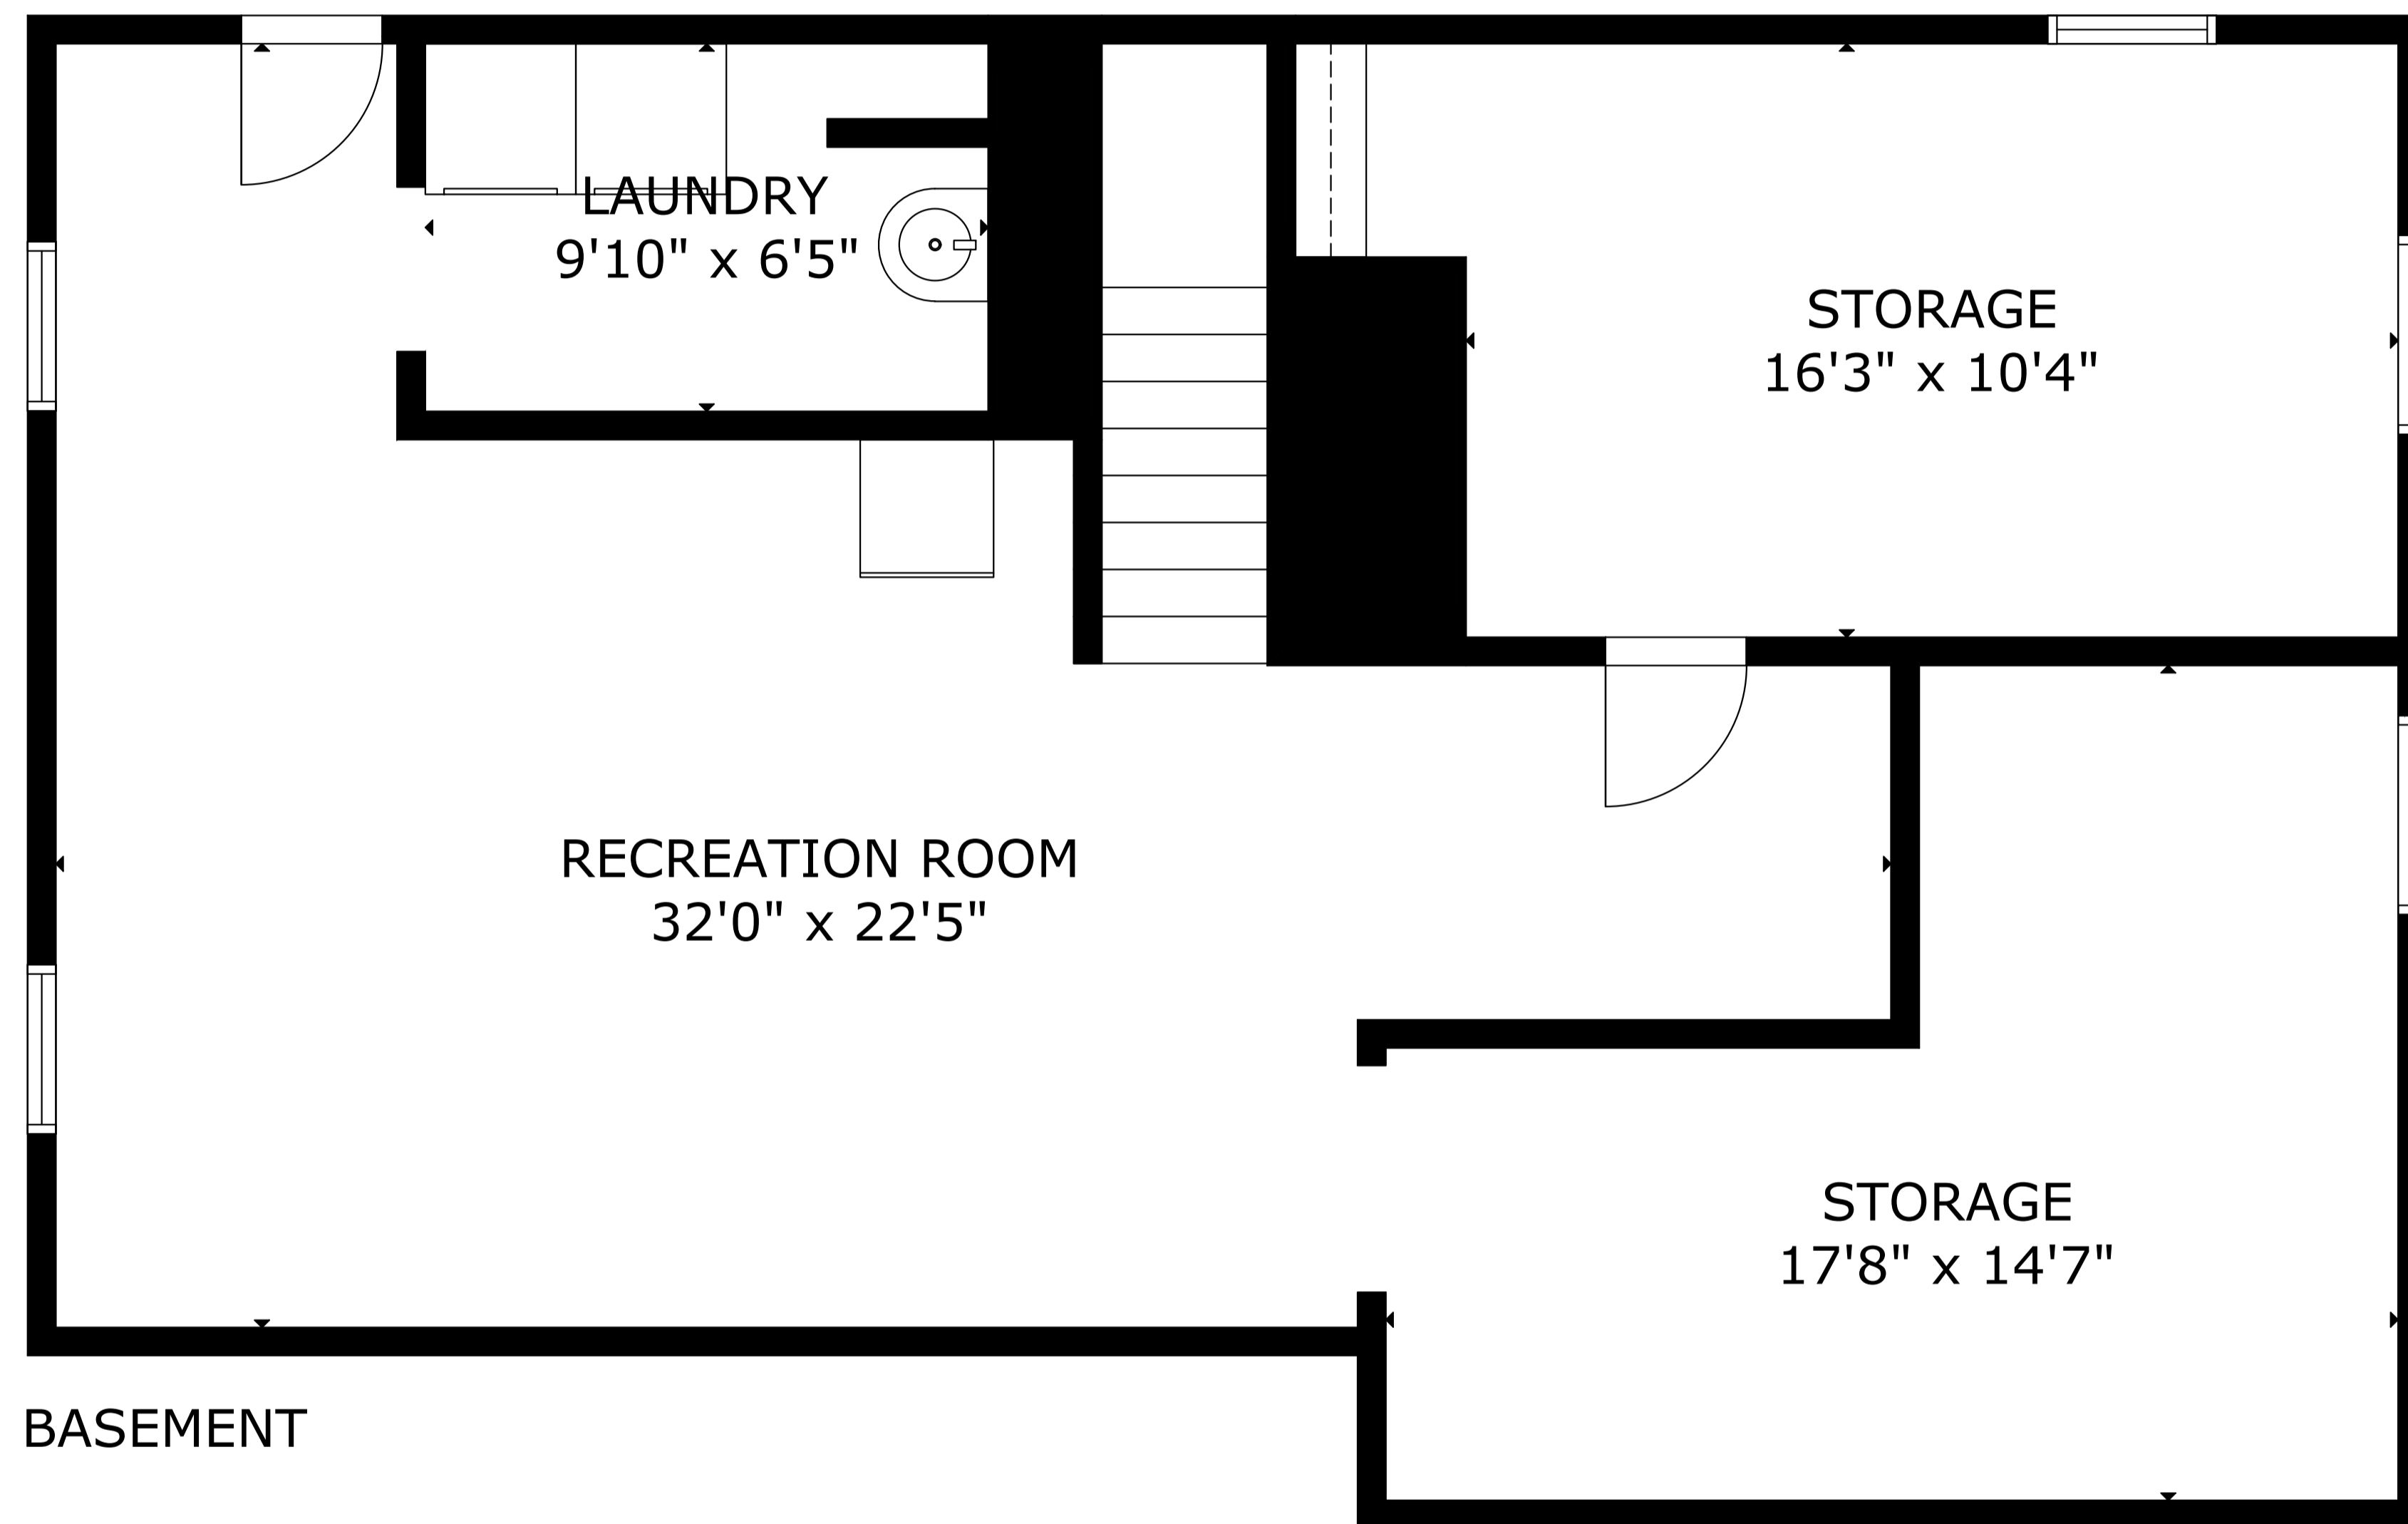 LAUNDRY
9'10" x 6'5"
STORAGE
16'3" x 10'4"
RECREATION ROOM
32'0" x 22'5"
STORAGE
17'8" x 14'7"
BASEMENT